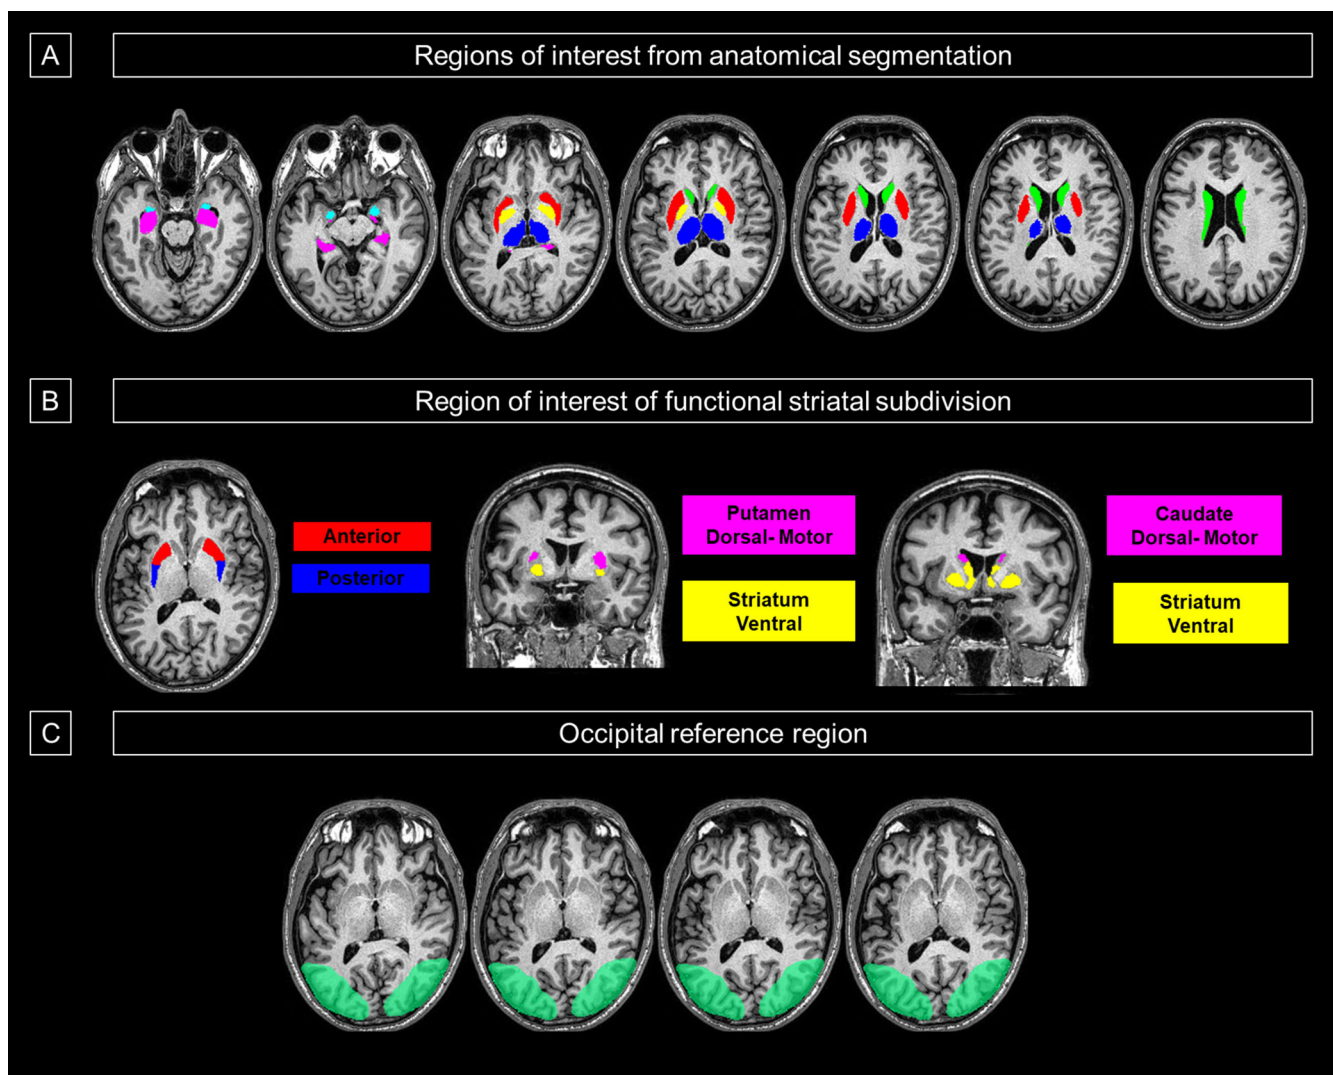 A
Regions of interest from anatomical segmentation
B
Region of interest of functional striatal subdivision
Anterior
Posterior
Putamen
Dorsal- Motor
Striatum
Ventral
Caudate
Dorsal- Motor
Striatum
Ventral
C
Occipital reference region